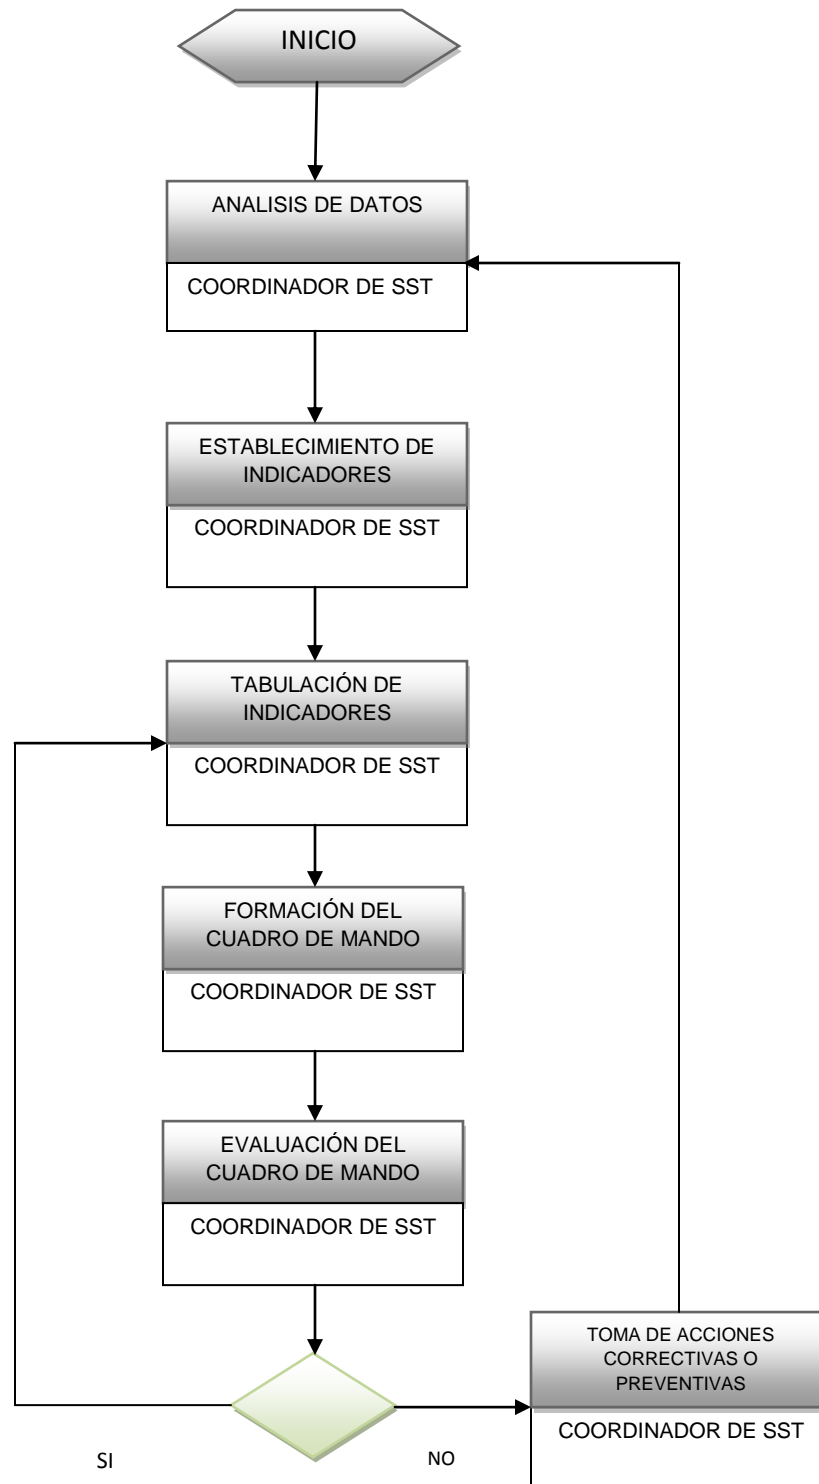 INICIO
ANALISIS DE DATOS
COORDINADOR DE SST
ESTABLECIMIENTO DE
INDICADORES
COORDINADOR DE SST
TABULACIÓN DE
INDICADORES
COORDINADOR DE SST
FORMACIÓN DEL
CUADRO DE MANDO
COORDINADOR DE SST
EVALUACIÓN DEL
CUADRO DE MANDO
COORDINADOR DE SST
TOMA DE ACCIONES
CORRECTIVAS O
PREVENTIVAS
COORDINADOR DE SST
SI
NO